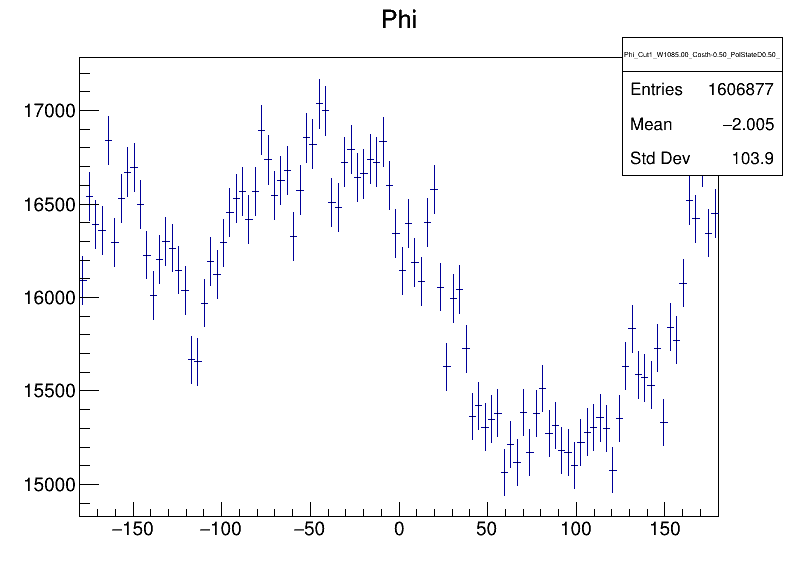 Phi
Phi_Cut1_W1085.00_Costh-0.50_PolStateD0.50_
Entries 1606877
Mean −2.005
Std Dev 103.9
17000
16500
16000
15500
15000
−150 −100 −50 0 50 100 150